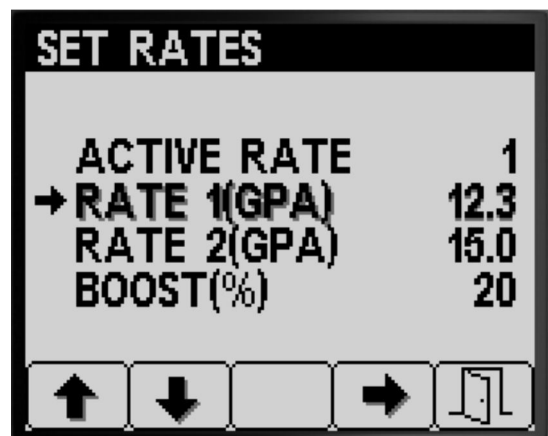 SET RATES
ACTIVE RATE 1
RATE 1(GPA) 12.3
RATE 2(GPA) 15.0
BOOST(%) 20